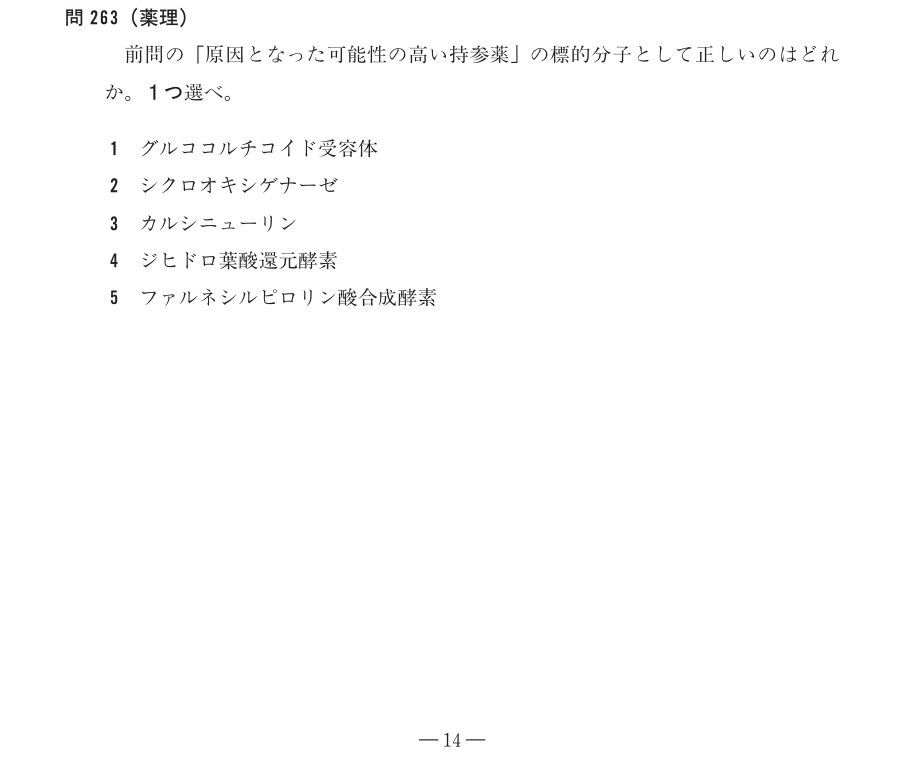 問 263（薬理）
前問の「原因となった可能性の高い持参薬」の標的分子として正しいのはどれ
か。1つ選べ。
1 グルココルチコイド受容体
2 シクロオキシゲナーゼ
3 カルシニューリン
4 ジヒドロ葉酸還元酵素
5 ファルネシルピロリン酸合成酵素
— 14 —